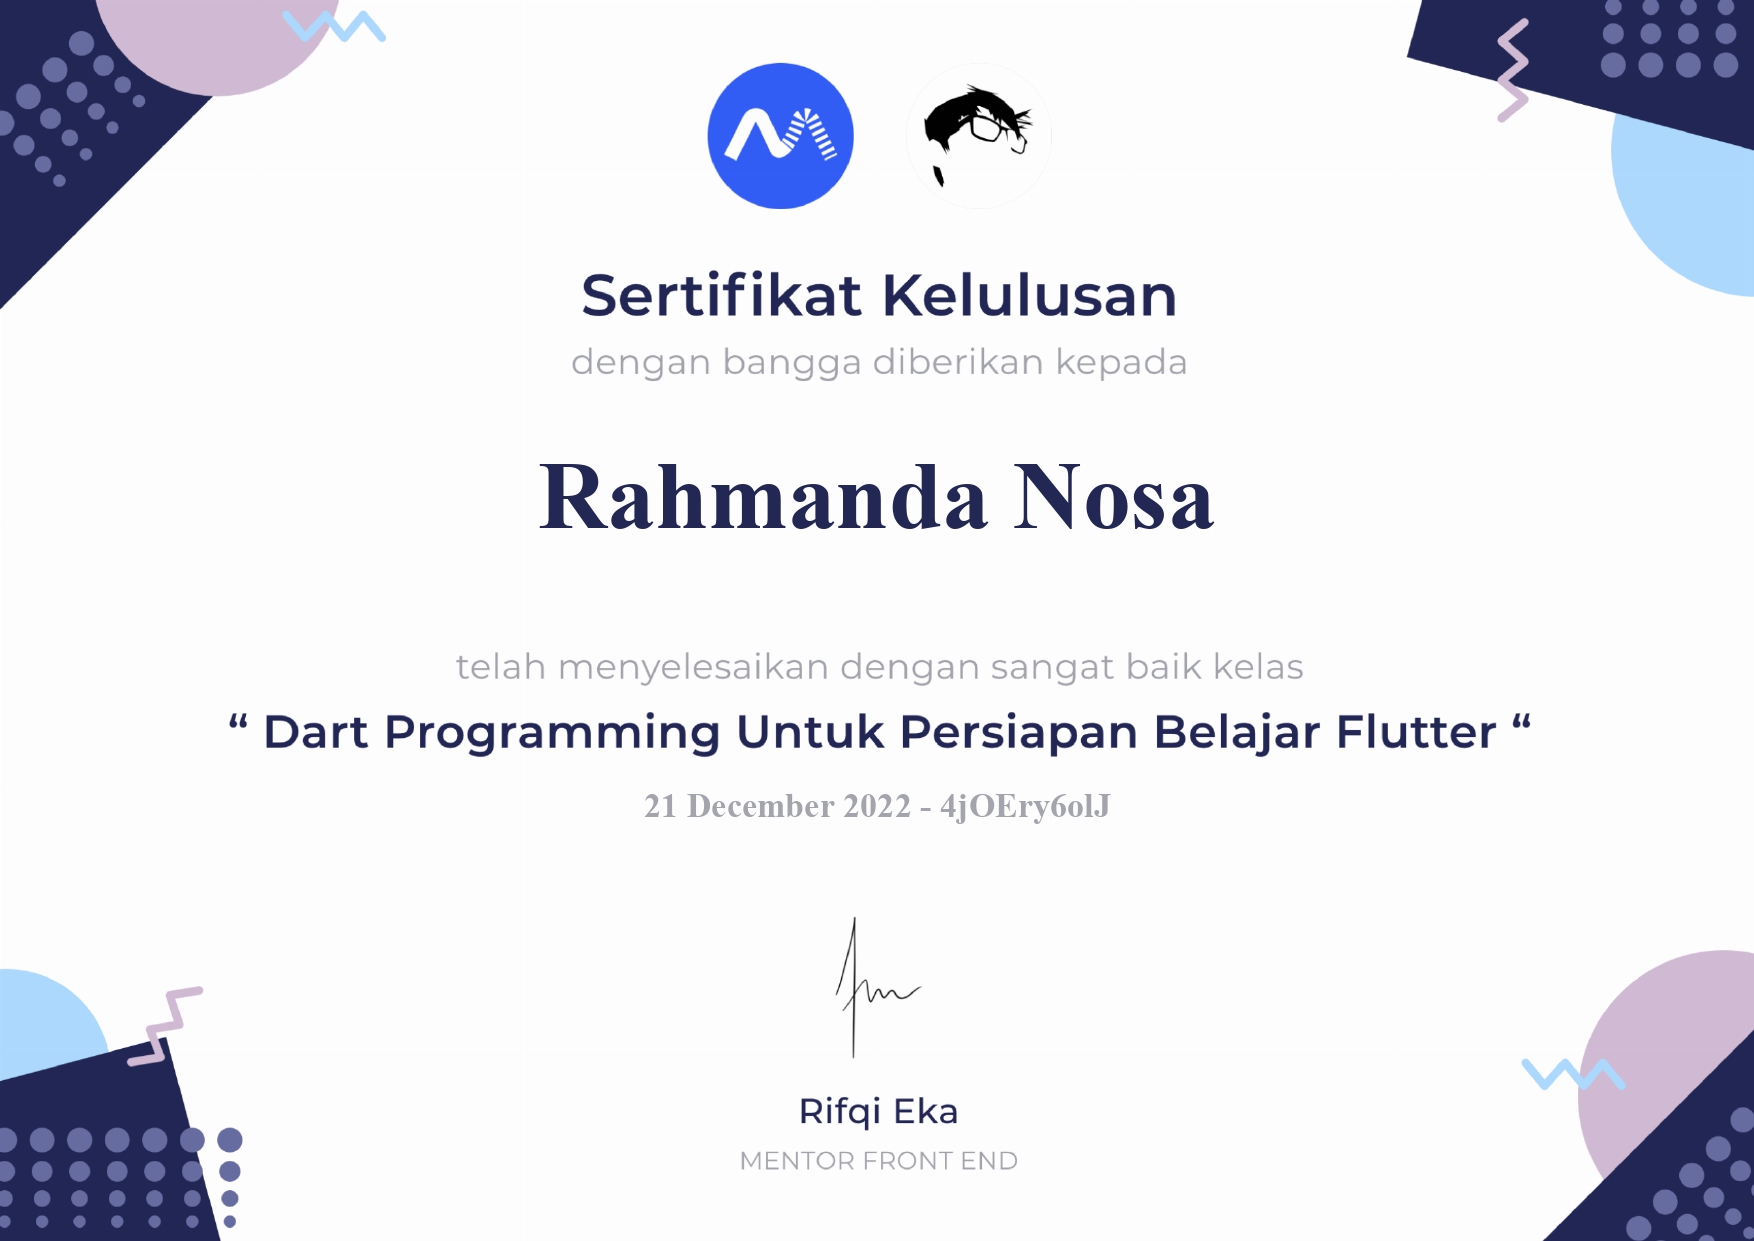 Sertifikat Kelulusan
dengan bangga diberikan kepada
Rahmanda Nosa
telah menyelesaikan dengan sangat baik kelas
“ Dart Programming Untuk Persiapan Belajar Flutter “
21 December 2022 - 4jOEry6olJ
Rifqi Eka
MENTOR FRONT END